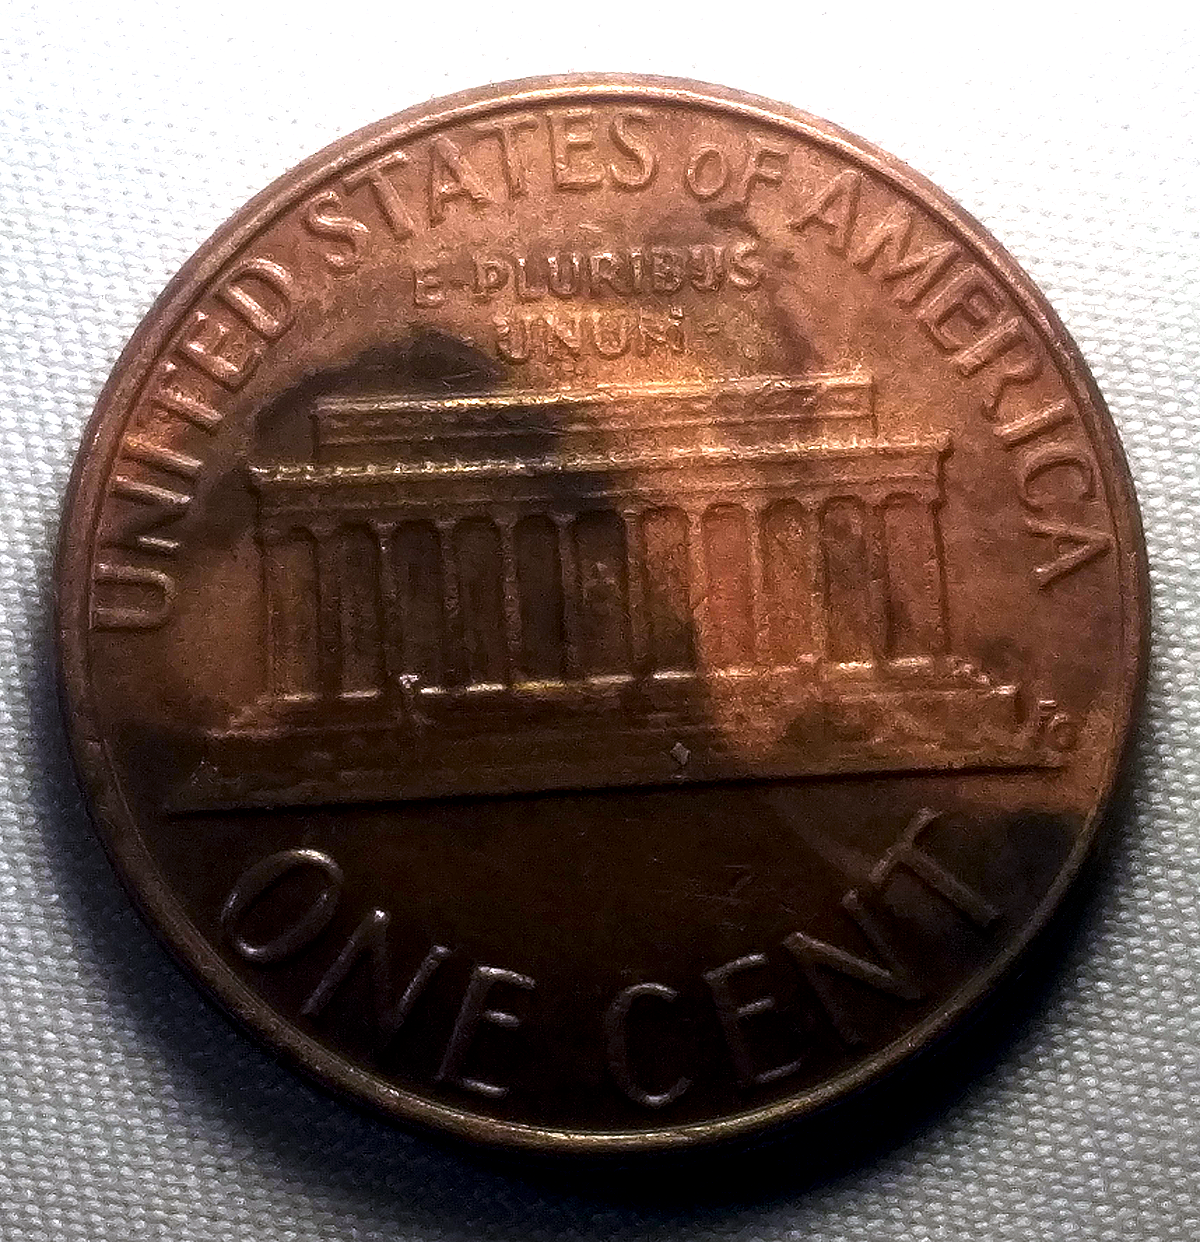 UNITED STATES OF AMERICA
E·PLURIBUS
UNUM
FG
ONE CENT